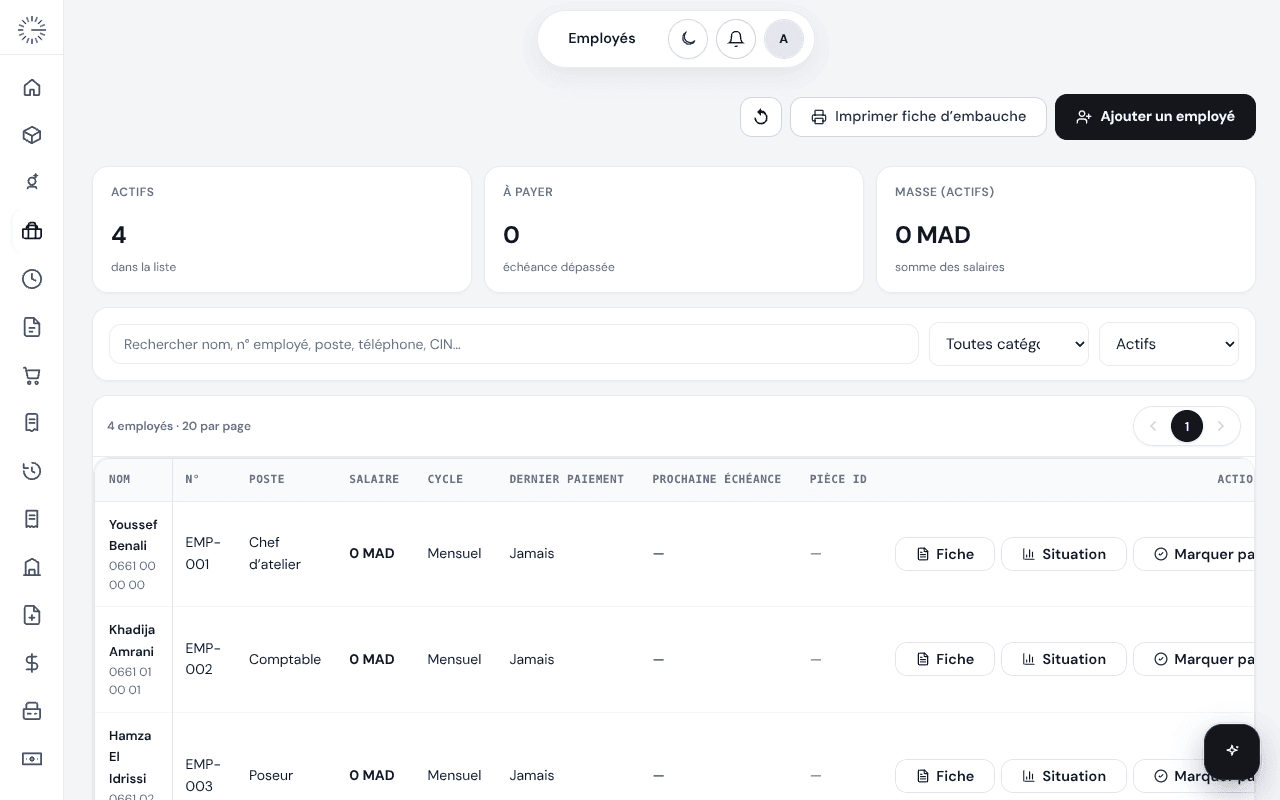 Employés
A
Imprimer fiche d’embauche
Ajouter un employé
ACTIFS
À PAYER
MASSE (ACTIFS)
4
0
0 MAD
dans la liste
échéance dépassée
somme des salaires
Rechercher nom, n° employé, poste, téléphone, CIN…
Toutes catégo
Actifs
4 employés · 20 par page
1
NOM N° POSTE SALAIRE CYCLE DERNIER PAIEMENT PROCHAINE ÉCHÉANCE PIÈCE ID ACTIO
Youssef
Benali
0661 00
00 00
EMP-
001
Chef
d’atelier
0 MAD
Mensuel
Jamais
—
—
Fiche
Situation
Marquer pa
Khadija
Amrani
0661 01
00 01
EMP-
002
Comptable
0 MAD
Mensuel
Jamais
—
—
Fiche
Situation
Marquer pa
Hamza
El
Idrissi
0661 02
EMP-
003
Poseur
0 MAD
Mensuel
Jamais
—
—
Fiche
Situation
Marquer pa